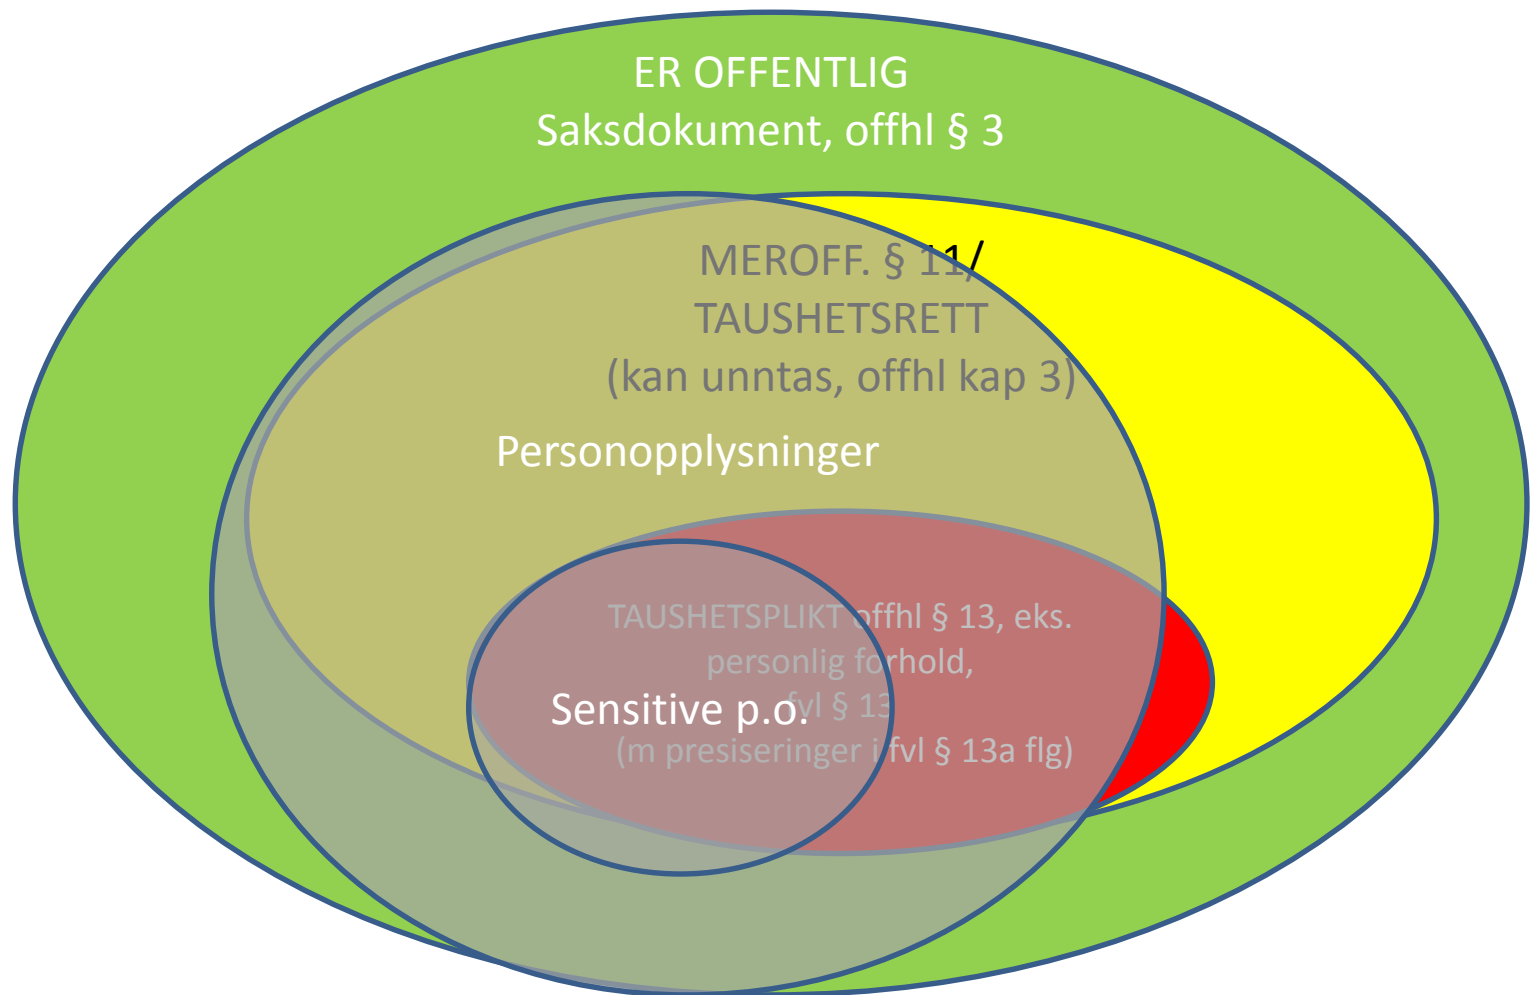 ER OFFENTLIG
Saksdokument, offhl § 3
MEROFF. § 11/
TAUSHETSRETT
(kan unntas, offhl kap 3)
Personopplysninger
TAUSHETSPLIKT offhl § 13, eks.
personlig forhold,
fvl § 13
Sensitive p.o.
(m presiseringer i fvl § 13a flg)